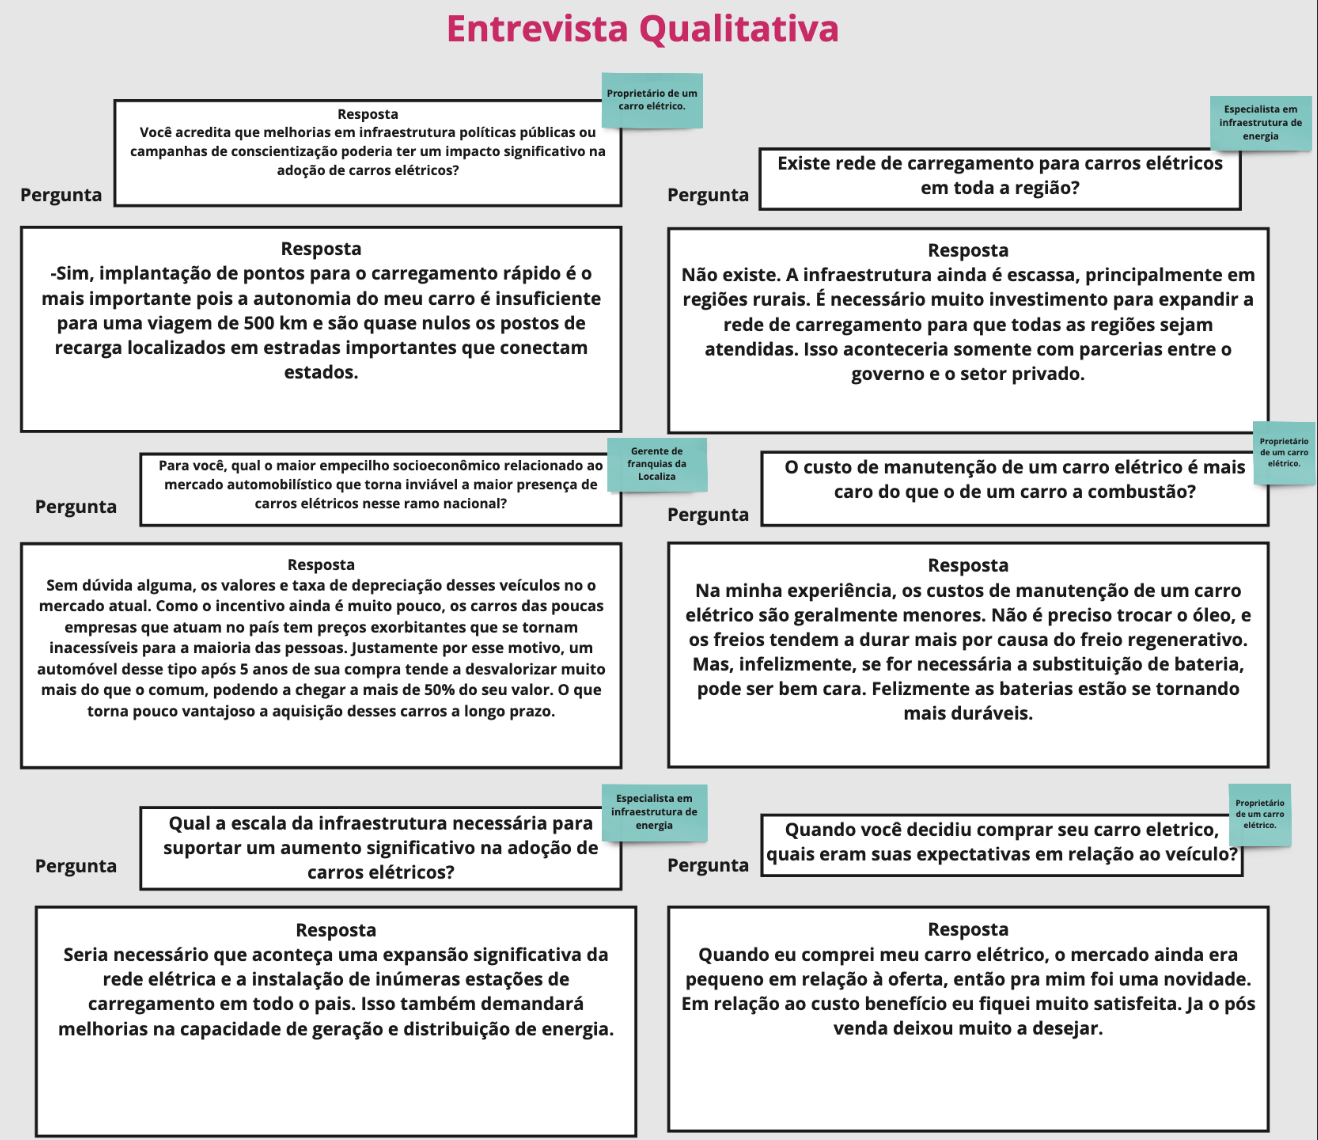 Entrevista Qualitativa
Proprietário de um
carro elétrico.
Pergunta
Resposta
Você acredita que melhorias em infraestrutura políticas públicas ou
campanhas de conscientização poderia ter um impacto significativo na
adoção de carros elétricos?
Resposta
-Sim, implantação de pontos para o carregamento rápido é o
mais importante pois a autonomia do meu carro é insuficiente
para uma viagem de 500 km e são quase nulos os postos de
recarga localizados em estradas importantes que conectam
estados.
Especialista em
infraestrutura de
energia
Pergunta
Existe rede de carregamento para carros elétricos
em toda a região?
Resposta
Não existe. A infraestrutura ainda é escassa, principalmente em
regiões rurais. É necessário muito investimento para expandir a
rede de carregamento para que todas as regiões sejam
atendidas. Isso aconteceria somente com parcerias entre o
governo e o setor privado.
Gerente de
franquias da
Localiza
Pergunta
Para você, qual o maior empecilho socioeconômico relacionado ao
mercado automobilístico que torna inviável a maior presença de
carros elétricos nesse ramo nacional?
Resposta
Sem dúvida alguma, os valores e taxa de depreciação desses veículos no o
mercado atual. Como o incentivo ainda é muito pouco, os carros das poucas
empresas que atuam no país tem preços exorbitantes que se tornam
inacessíveis para a maioria das pessoas. Justamente por esse motivo, um
automóvel desse tipo após 5 anos de sua compra tende a desvalorizar muito
mais do que o comum, podendo a chegar a mais de 50% do seu valor. O que
torna pouco vantajoso a aquisição desses carros a longo prazo.
Proprietário
de um carro
elétrico.
Pergunta
O custo de manutenção de um carro elétrico é mais
caro do que o de um carro a combustão?
Resposta
Na minha experiência, os custos de manutenção de um carro
elétrico são geralmente menores. Não é preciso trocar o óleo, e
os freios tendem a durar mais por causa do freio regenerativo.
Mas, infelizmente, se for necessária a substituição de bateria,
pode ser bem cara. Felizmente as baterias estão se tornando
mais duráveis.
Especialista em
infraestrutura de
energia
Pergunta
Qual a escala da infraestrutura necessária para
suportar um aumento significativo na adoção de
carros elétricos?
Resposta
Seria necessário que aconteça uma expansão significativa da
rede elétrica e a instalação de inúmeras estações de
carregamento em todo o pais. Isso também demandará
melhorias na capacidade de geração e distribuição de energia.
Proprietário
de um carro
elétrico.
Pergunta
Quando você decidiu comprar seu carro eletrico,
quais eram suas expectativas em relação ao veículo?
Resposta
Quando eu comprei meu carro elétrico, o mercado ainda era
pequeno em relação à oferta, então pra mim foi uma novidade.
Em relação ao custo benefício eu fiquei muito satisfeita. Ja o pós
venda deixou muito a desejar.